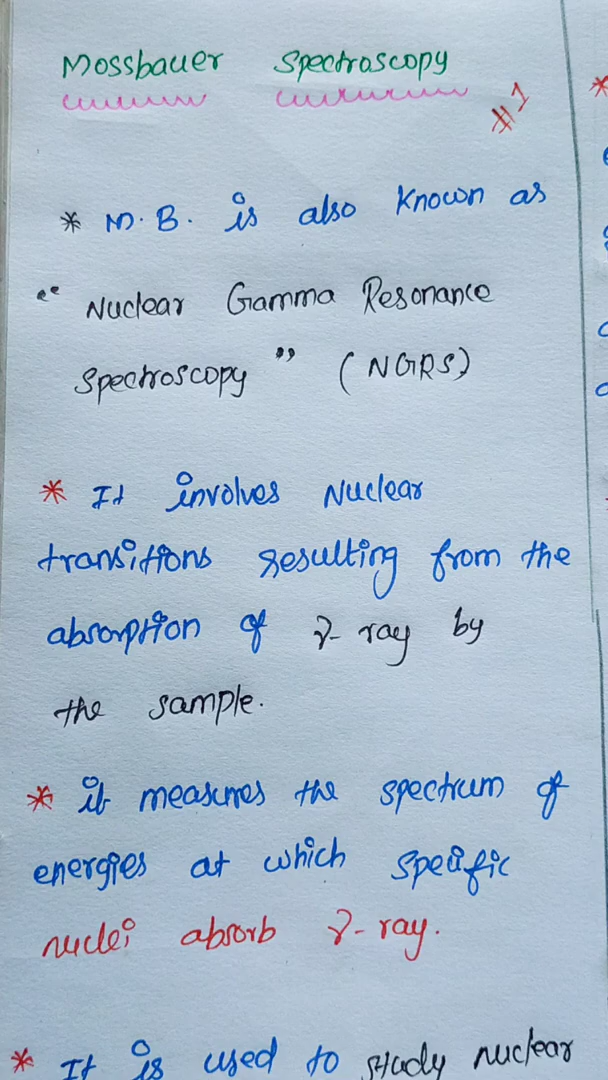 Mossbauer Spectroscopy
#1
* M.B. is also known as
"Nuclear Gamma Resonance
Spectroscopy" (NGRS)
* It involves Nuclear
transitions resulting from the
absorption of γ-ray by
the sample.
* it measures the spectrum of
energies at which specific
nuclei absorb γ-ray.
* It is used to study nuclear